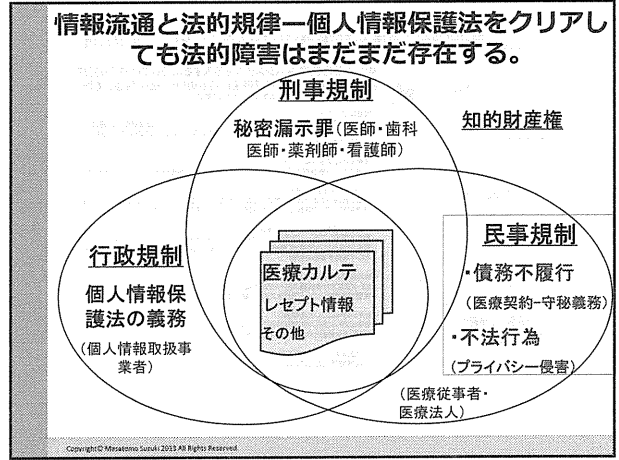 情報流通と法的規律ー個人情報保護法をクリアし
ても法的障害はまだまだ存在する。
刑事規制
秘密漏示罪(医師・歯科
医師・薬剤師・看護師)
知的財産権
行政規制
個人情報保
護法の義務
(個人情報取扱事
業者)
医療カルテ
レセプト情報
その他
民事規制
・債務不履行
(医療契約-守秘義務)
・不法行為
(プライバシー侵害)
(医療従事者・
医療法人)
Copyright© Masatomo Suzuki 2013 All Rights Reserved